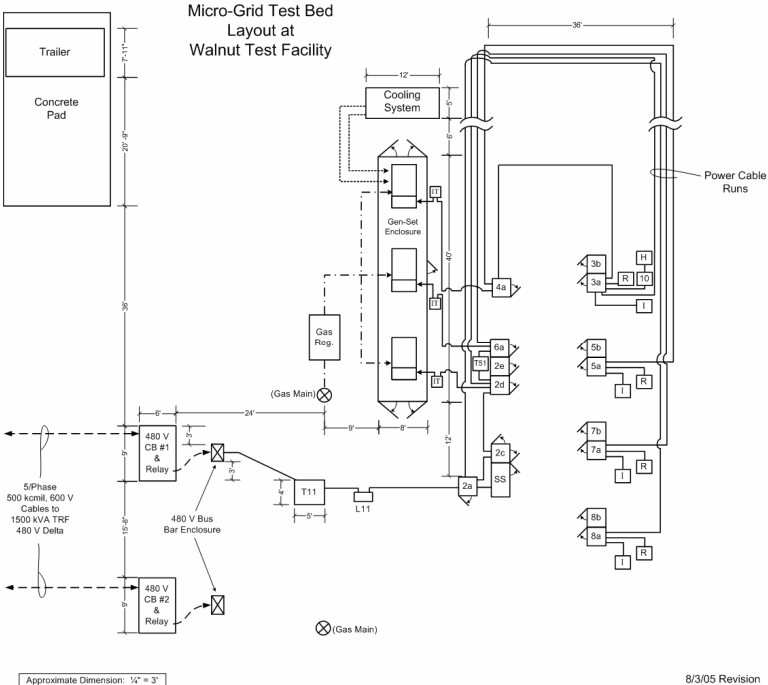 Micro-Grid Test Bed
Layout at
Walnut Test Facility
36'
Trailer
7'-11"
Concrete
Pad
20' -9"
12'
Cooling
System
5'
6'
Power Cable
Runs
IT
Gen-Set
Enclosure
40'
IT
IT
36'
Gas
Reg.
(Gas Main)
4a
3b
3a
R
10
H
I
6a
T51
2e
2d
5b
5a
I
R
6'
24'
9'
8'
12'
480 V
CB #1
&
Relay
9'
3'
3'
5/Phase
500 kcmil, 600 V
Cables to
1500 kVA TRF
480 V Delta
15'-8"
480 V Bus
Bar Enclosure
4'
T11
5'
L11
2a
2c
SS
7b
7a
I
R
8b
8a
I
R
480 V
CB #2
&
Relay
9'
(Gas Main)
Approximate Dimension: ¼" = 3'
8/3/05 Revision